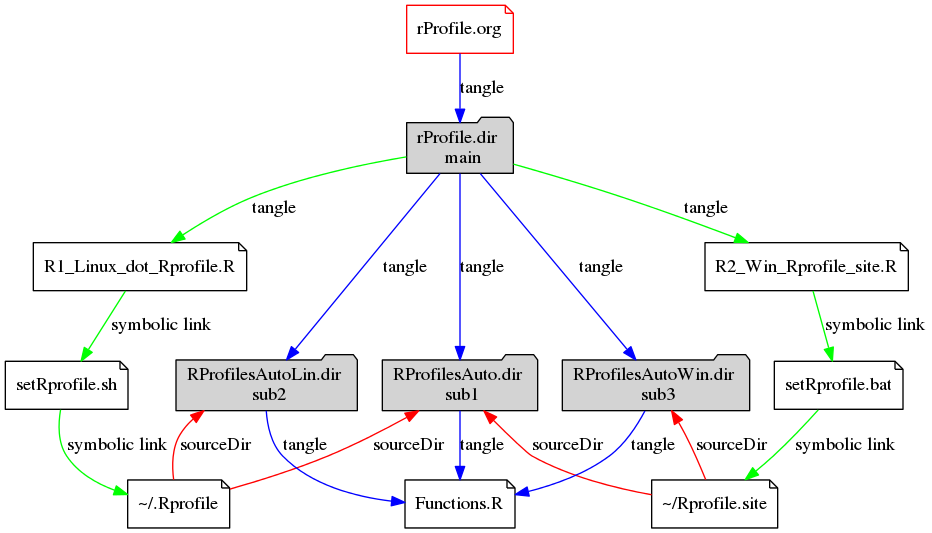 rProfile.org
tangle
rProfile.dir
main
tangle
tangle
R1_Linux_dot_Rprofile.R
tangle
tangle
tangle
R2_Win_Rprofile_site.R
symbolic link
symbolic link
setRprofile.sh
RProfilesAutoLin.dir
sub2
RProfilesAuto.dir
sub1
RProfilesAutoWin.dir
sub3
setRprofile.bat
symbolic link
sourceDir
tangle
sourceDir
tangle
sourceDir
tangle
sourceDir
symbolic link
~/.Rprofile
Functions.R
~/Rprofile.site